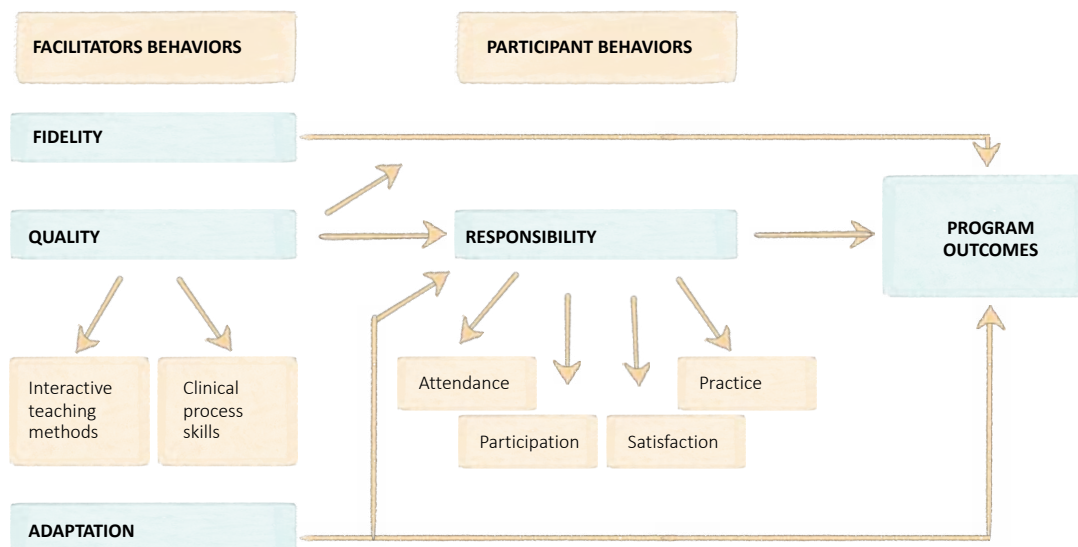 FACILITATORS BEHAVIORS
PARTICIPANT BEHAVIORS
FIDELITY
QUALITY
RESPONSIBILITY
PROGRAM
OUTCOMES
Interactive
teaching
methods
Clinical
process
skills
Attendance
Practice
Participation
Satisfaction
ADAPTATION